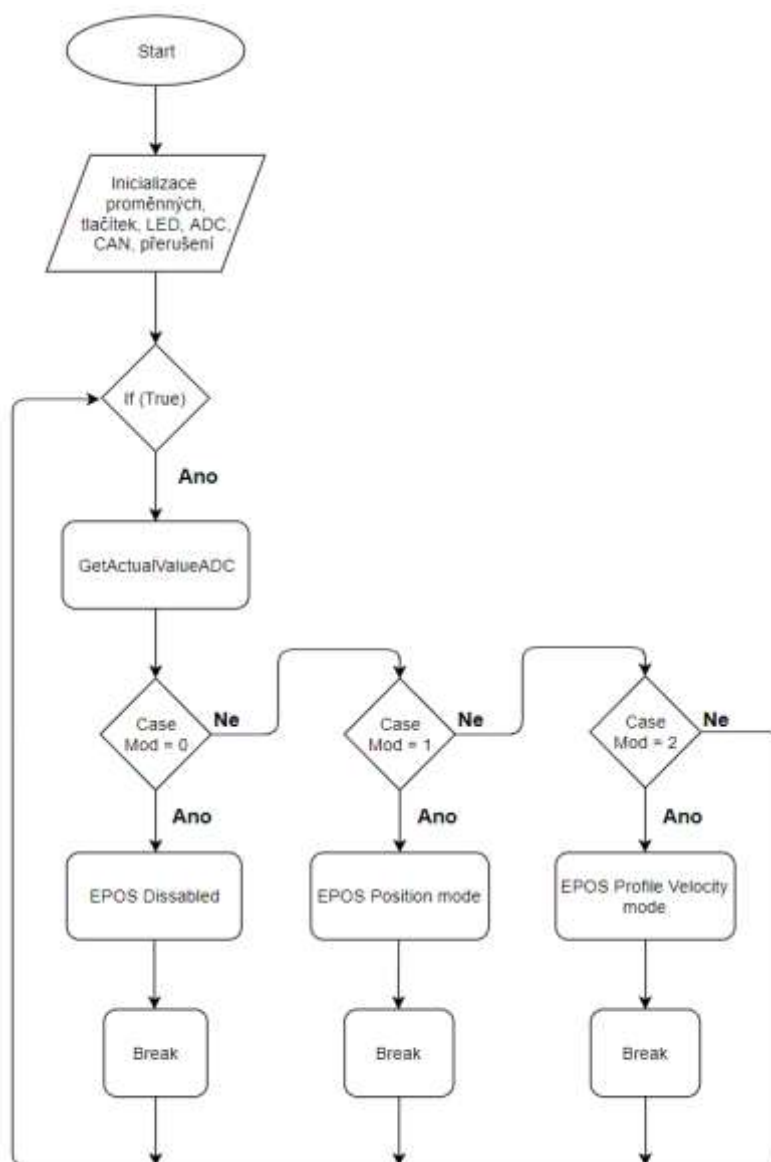 Start
Inicializace
proměnných,
tlačítek, LED, ADC,
CAN, přerušení
If (True)
Ano
GetActualValueADC
Case
Mod = 0
Ne
Case
Mod = 1
Ne
Case
Mod = 2
Ne
Ano
Ano
Ano
EPOS Dissabled
EPOS Position mode
EPOS Profile Velocity
mode
Break
Break
Break